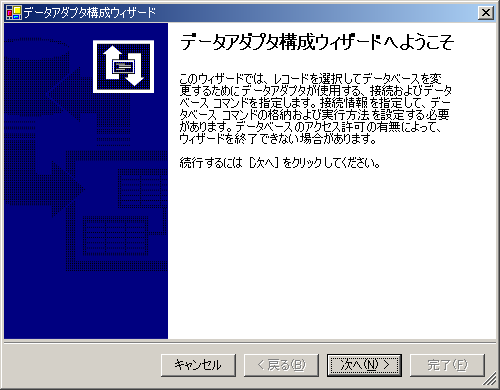 データアダプタ構成ウィザード
データアダプタ構成ウィザードへようこそ
このウィザードでは、レコードを選択してデータベースを変
更するためにデータアダプタが使用する、接続およびデータ
ベース コマンドを指定します。接続情報を指定して、デー
タベース コマンドの格納および実行方法を設定する必要
があります。データベースのアクセス許可の有無によって、
ウィザードを終了できない場合があります。
続行するには [次へ] をクリックしてください。
キャンセル
< 戻る(B)
次へ(N) >
完了(F)